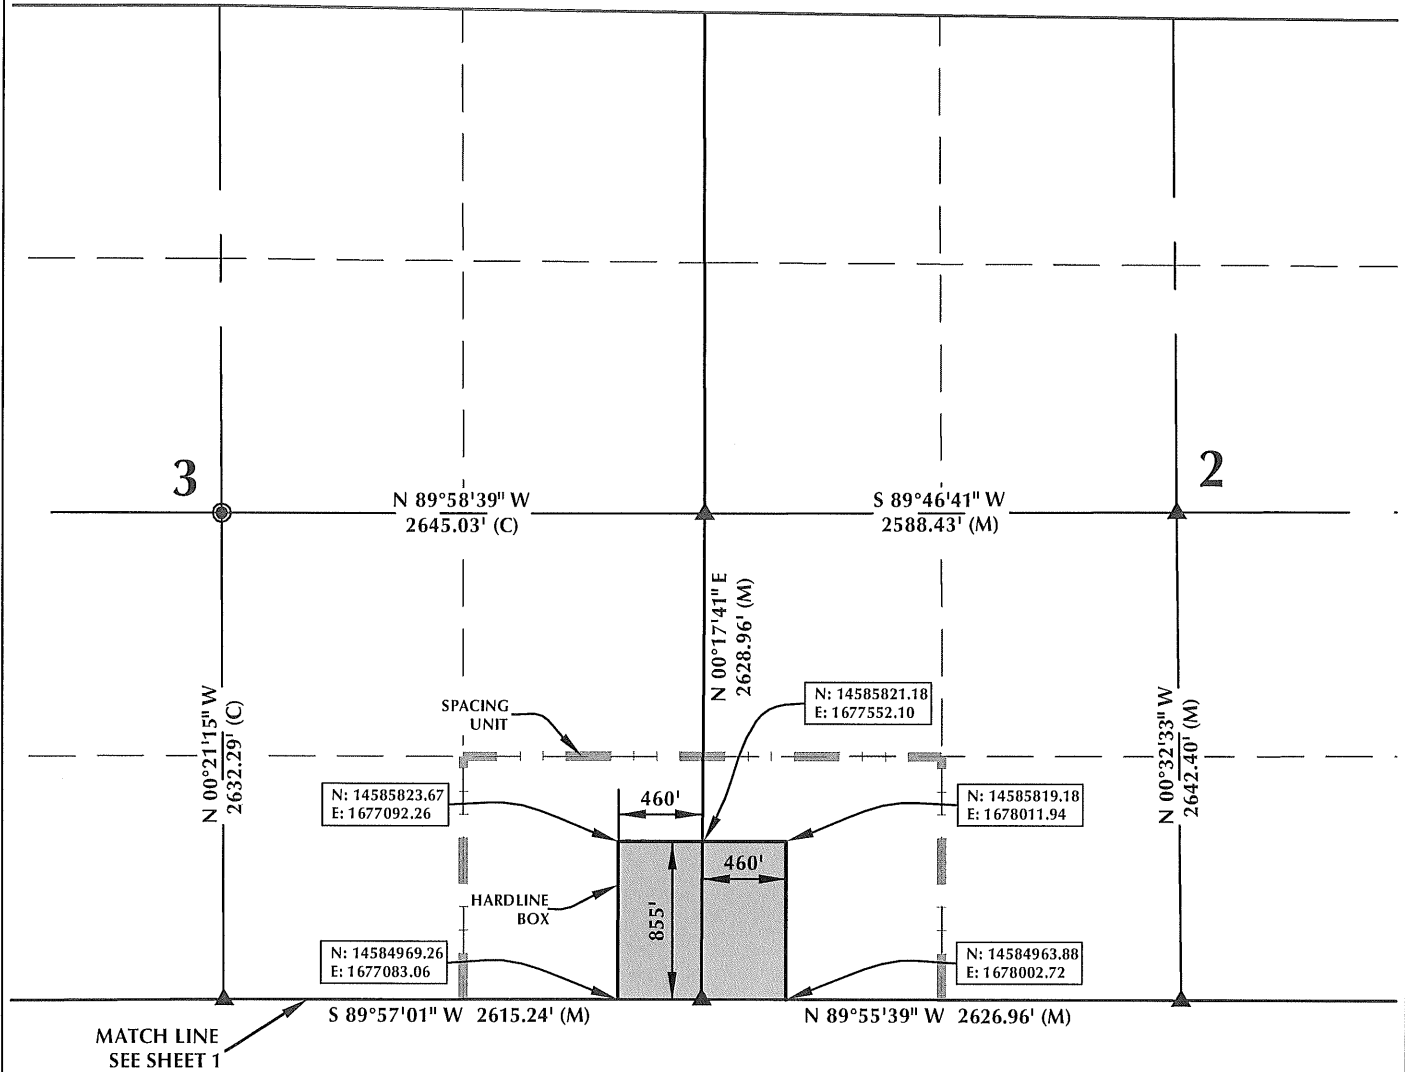 3
2
N 89°58'39" W
2645.03' (C)
S 89°46'41" W
2588.43' (M)
N 00°17'41" E
2628.96' (M)
N 00°21'15" W
2632.29' (C)
N 00°32'33" W
2642.40' (M)
SPACING
UNIT
N: 14585821.18
E: 1677552.10
N: 14585823.67
E: 1677092.26
460'
N: 14585819.18
E: 1678011.94
460'
HARDLINE
BOX
855'
N: 14584969.26
E: 1677083.06
N: 14584963.88
E: 1678002.72
S 89°57'01" W 2615.24' (M)
N 89°55'39" W 2626.96' (M)
MATCH LINE
SEE SHEET 1